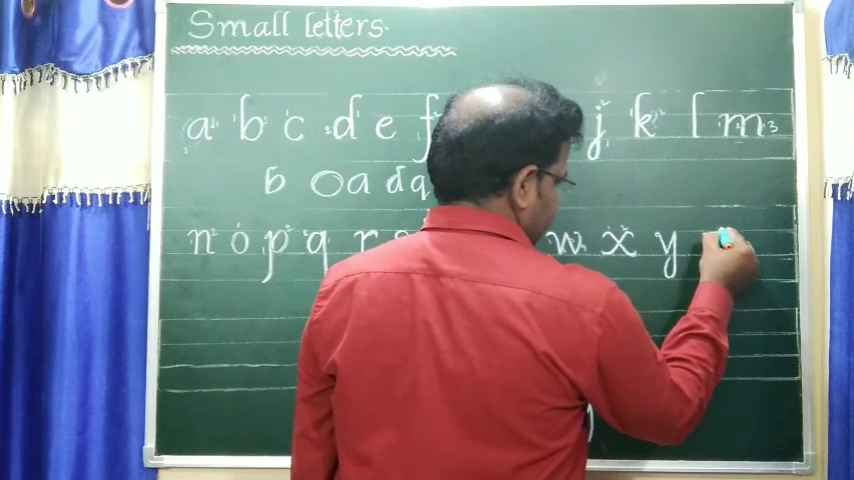 Small letters.
a b c d e f j k l m
b O a d q
n o p q r w x y